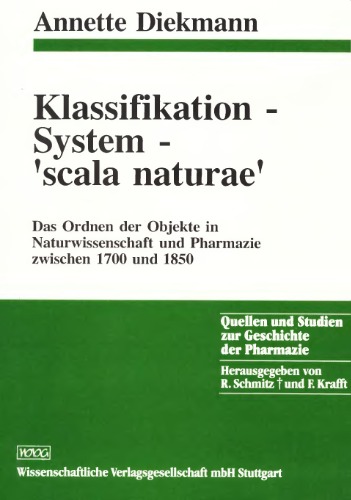 Annette Diekmann
Klassifikation -
System -
'scala naturae'
Das Ordnen der Objekte in
Naturwissenschaft und Pharmazie
zwischen 1700 und 1850
Quellen und Studien
zur Geschichte
der Pharmazie
Herausgegeben von
R. Schmitz † und F. Krafft
Wissenschaftliche Verlagsgesellschaft mbH Stuttgart